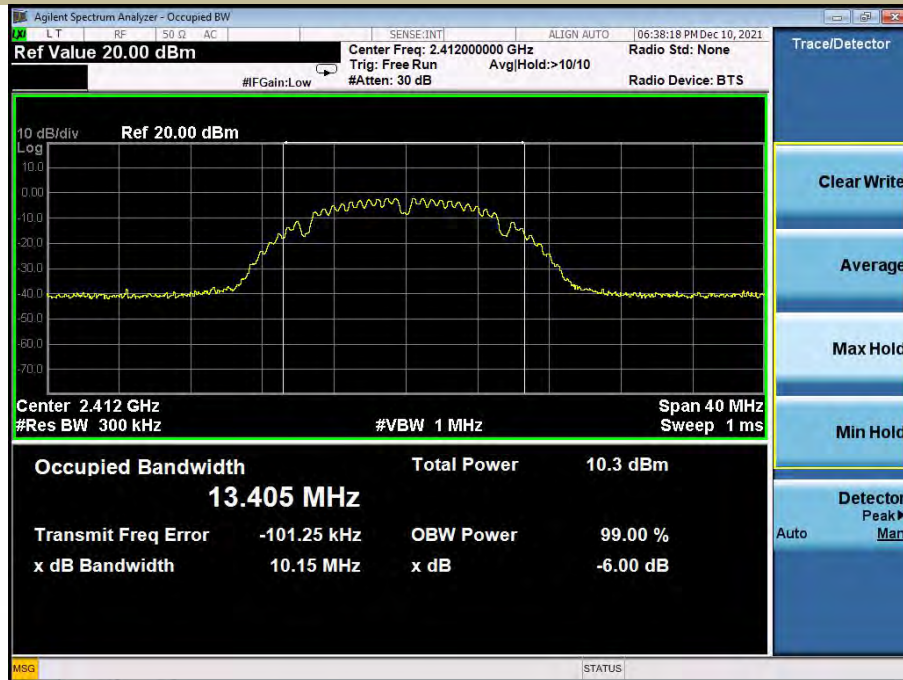 Agilent Spectrum Analyzer - Occupied BW
LXI LT RF 50 Ω AC SENSE:INT ALIGN AUTO 06:38:18 PM Dec 10, 2021
Ref Value 20.00 dBm
Center Freq: 2.412000000 GHz
Radio Std: None
Trig: Free Run Avg|Hold:>10/10
#IFGain:Low #Atten: 30 dB Radio Device: BTS
10 dB/div Ref 20.00 dBm
Log
10.0
0.00
-10.0
-20.0
-30.0
-40.0
-50.0
-60.0
-70.0
Center 2.412 GHz Span 40 MHz
#Res BW 300 kHz #VBW 1 MHz Sweep 1 ms
Occupied Bandwidth Total Power 10.3 dBm
13.405 MHz
Transmit Freq Error -101.25 kHz OBW Power 99.00 %
x dB Bandwidth 10.15 MHz x dB -6.00 dB
MSG STATUS
Trace/Detector
Clear Write
Average
Max Hold
Min Hold
Detector
Peak
Auto Man